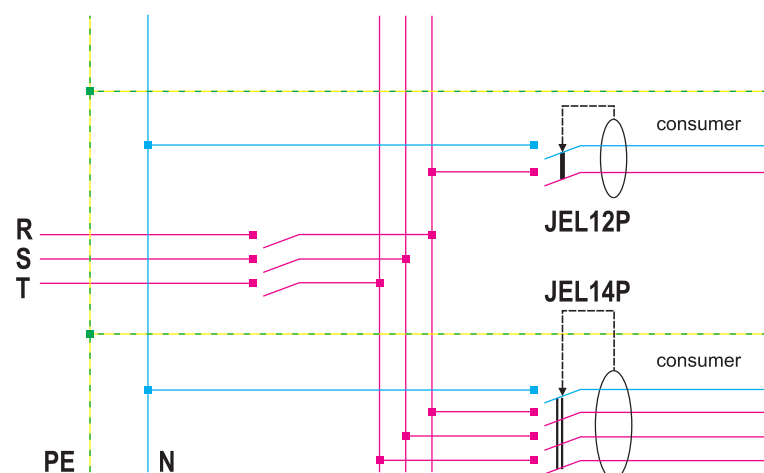 consumer
JEL12P
R
S
T
JEL14P
consumer
PE N